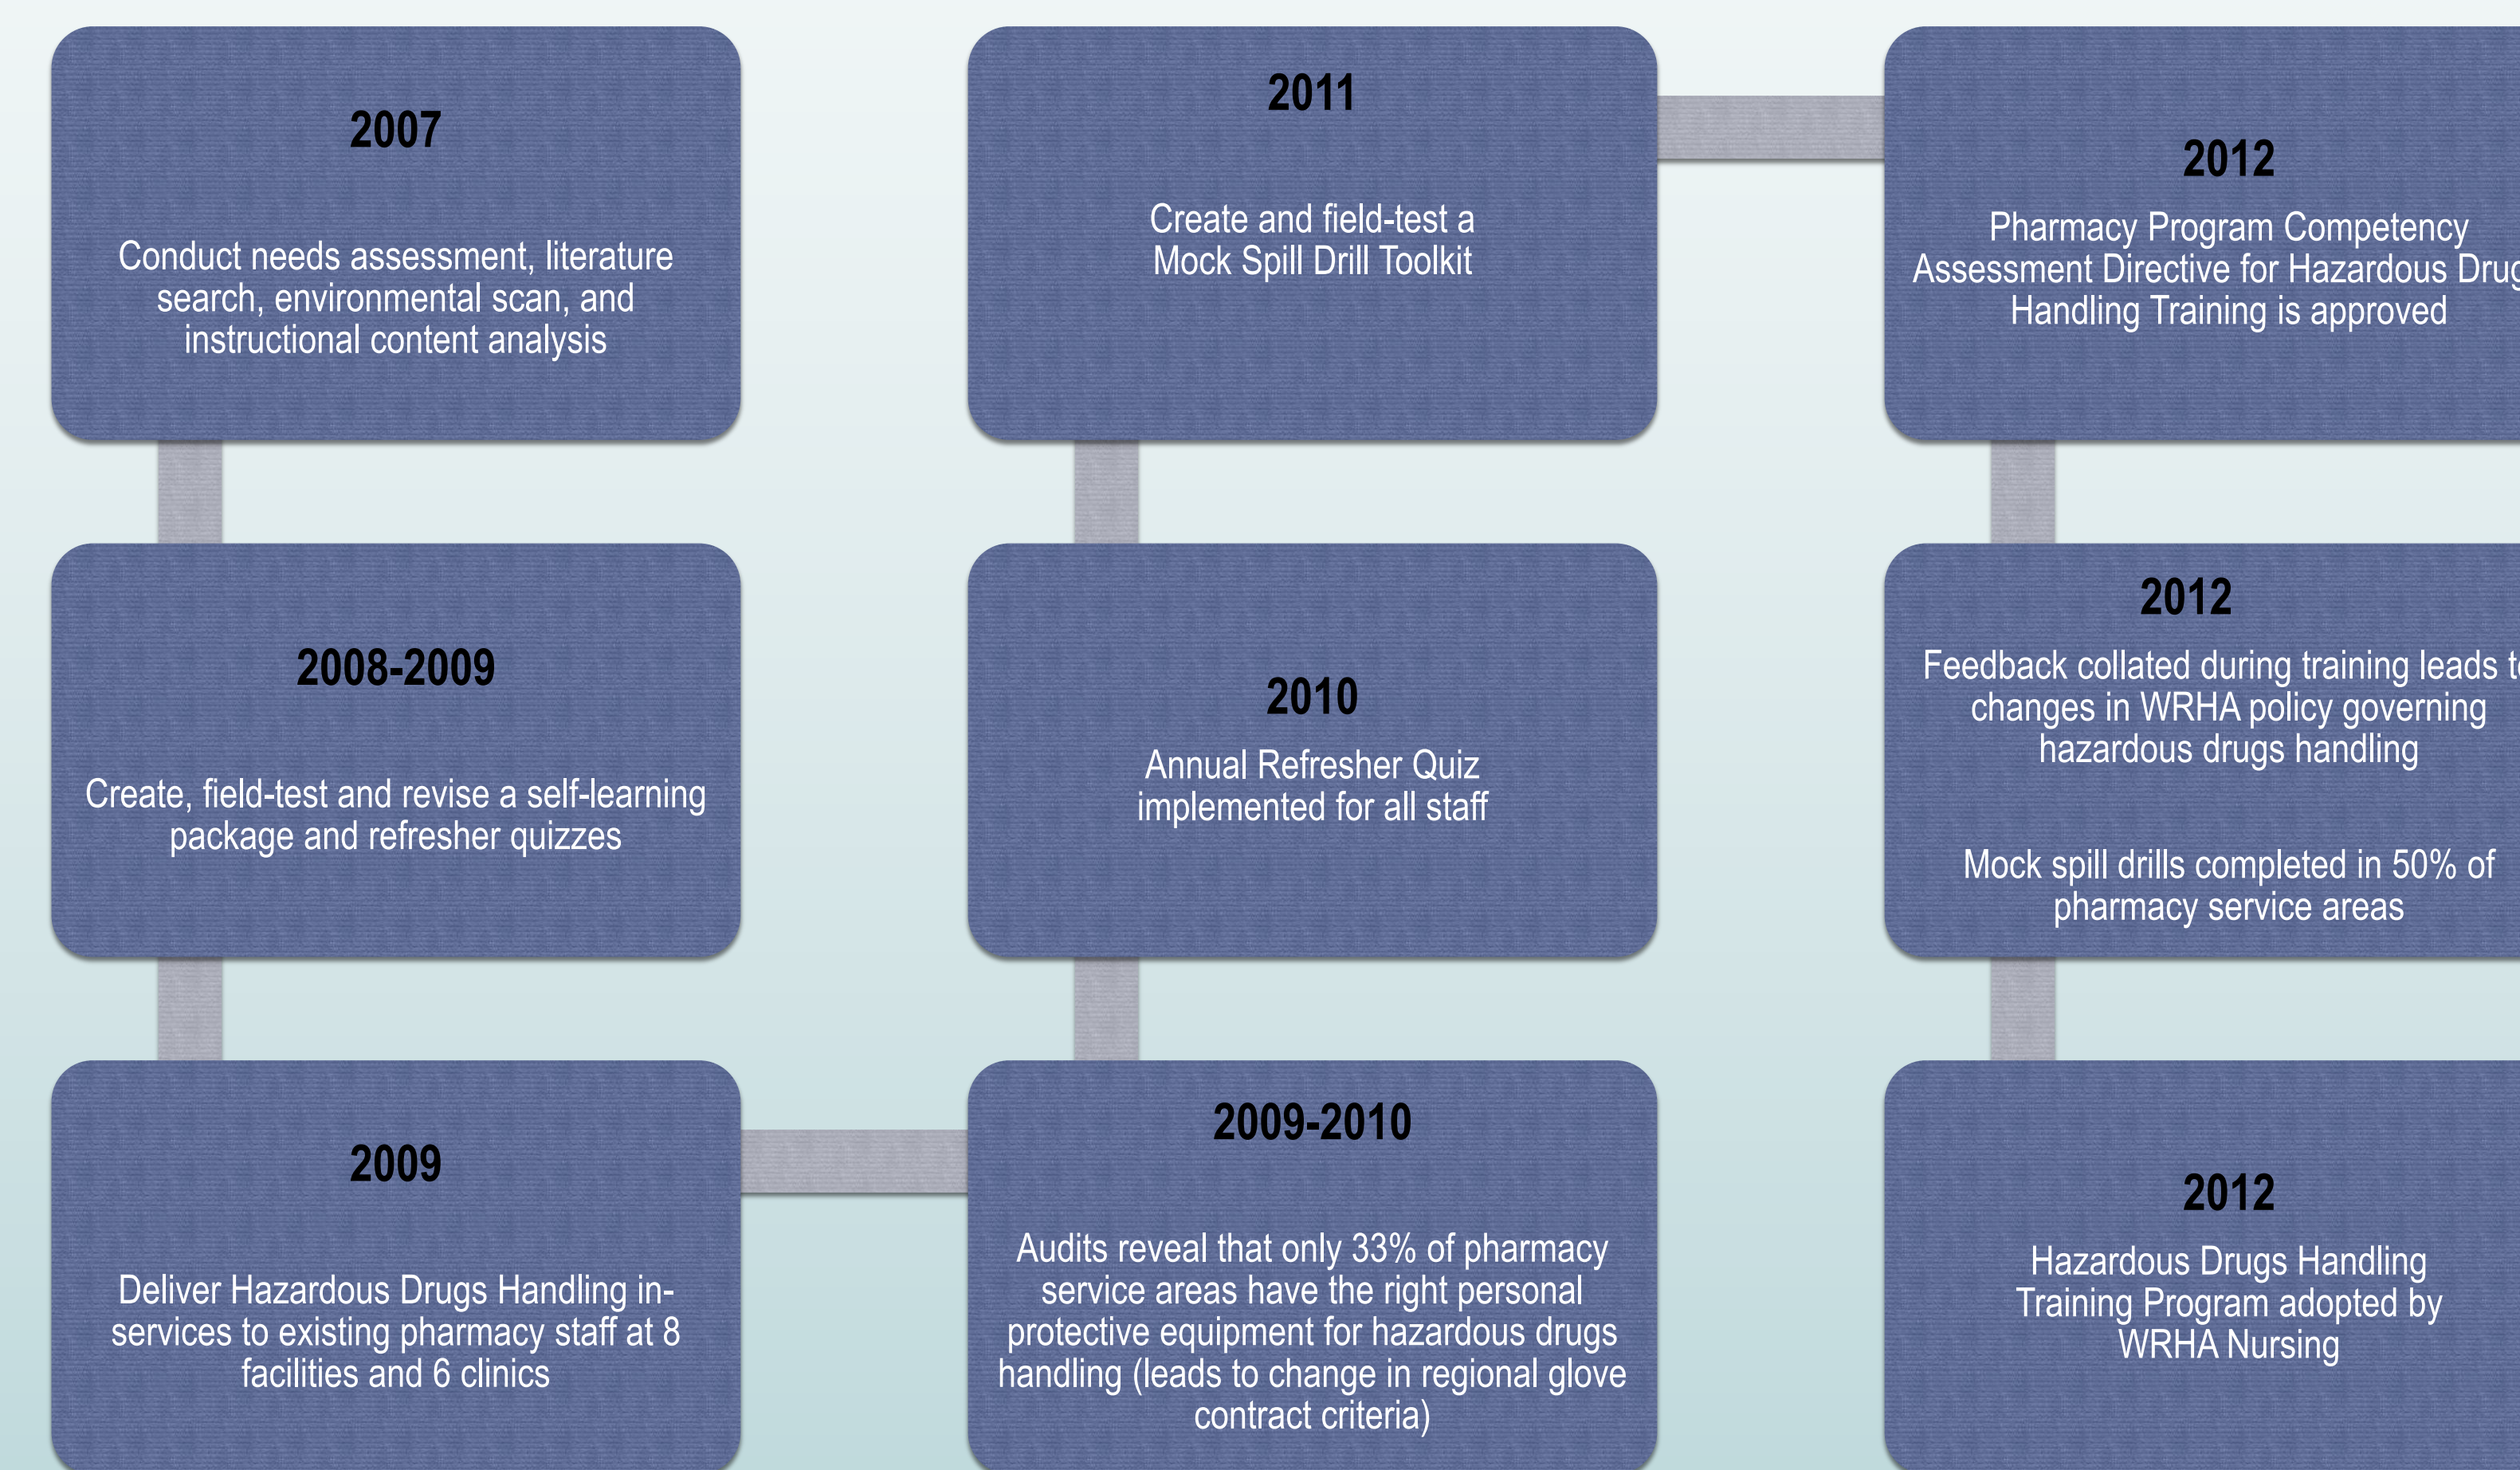 2007
Conduct needs assessment, literature
search, environmental scan, and
instructional content analysis
2008-2009
Create, field-test and revise a self-learning
package and refresher quizzes
2009
Deliver Hazardous Drugs Handling in-
services to existing pharmacy staff at 8
facilities and 6 clinics
2009-2010
Audits reveal that only 33% of pharmacy
service areas have the right personal
protective equipment for hazardous drugs
handling (leads to change in regional glove
contract criteria)
2010
Annual Refresher Quiz
implemented for all staff
2011
Create and field-test a
Mock Spill Drill Toolkit
2012
Pharmacy Program Competency
Assessment Directive for Hazardous Drug
Handling Training is approved
2012
Feedback collated during training leads to
changes in WRHA policy governing
hazardous drugs handling
Mock spill drills completed in 50% of
pharmacy service areas
2012
Hazardous Drugs Handling
Training Program adopted by
WRHA Nursing